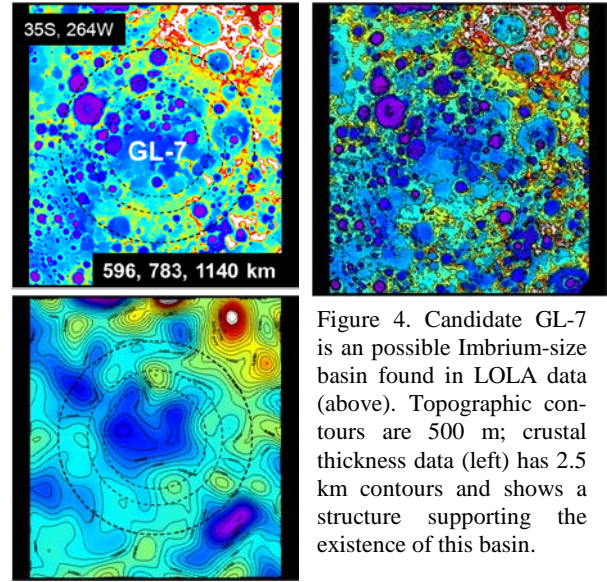 35S, 264W
GL-7
596, 783, 1140 km
Figure 4. Candidate GL-7
is an possible Imbrium-size
basin found in LOLA data
(above). Topographic con-
tours are 500 m; crustal
thickness data (left) has 2.5
km contours and shows a
structure supporting the
existence of this basin.